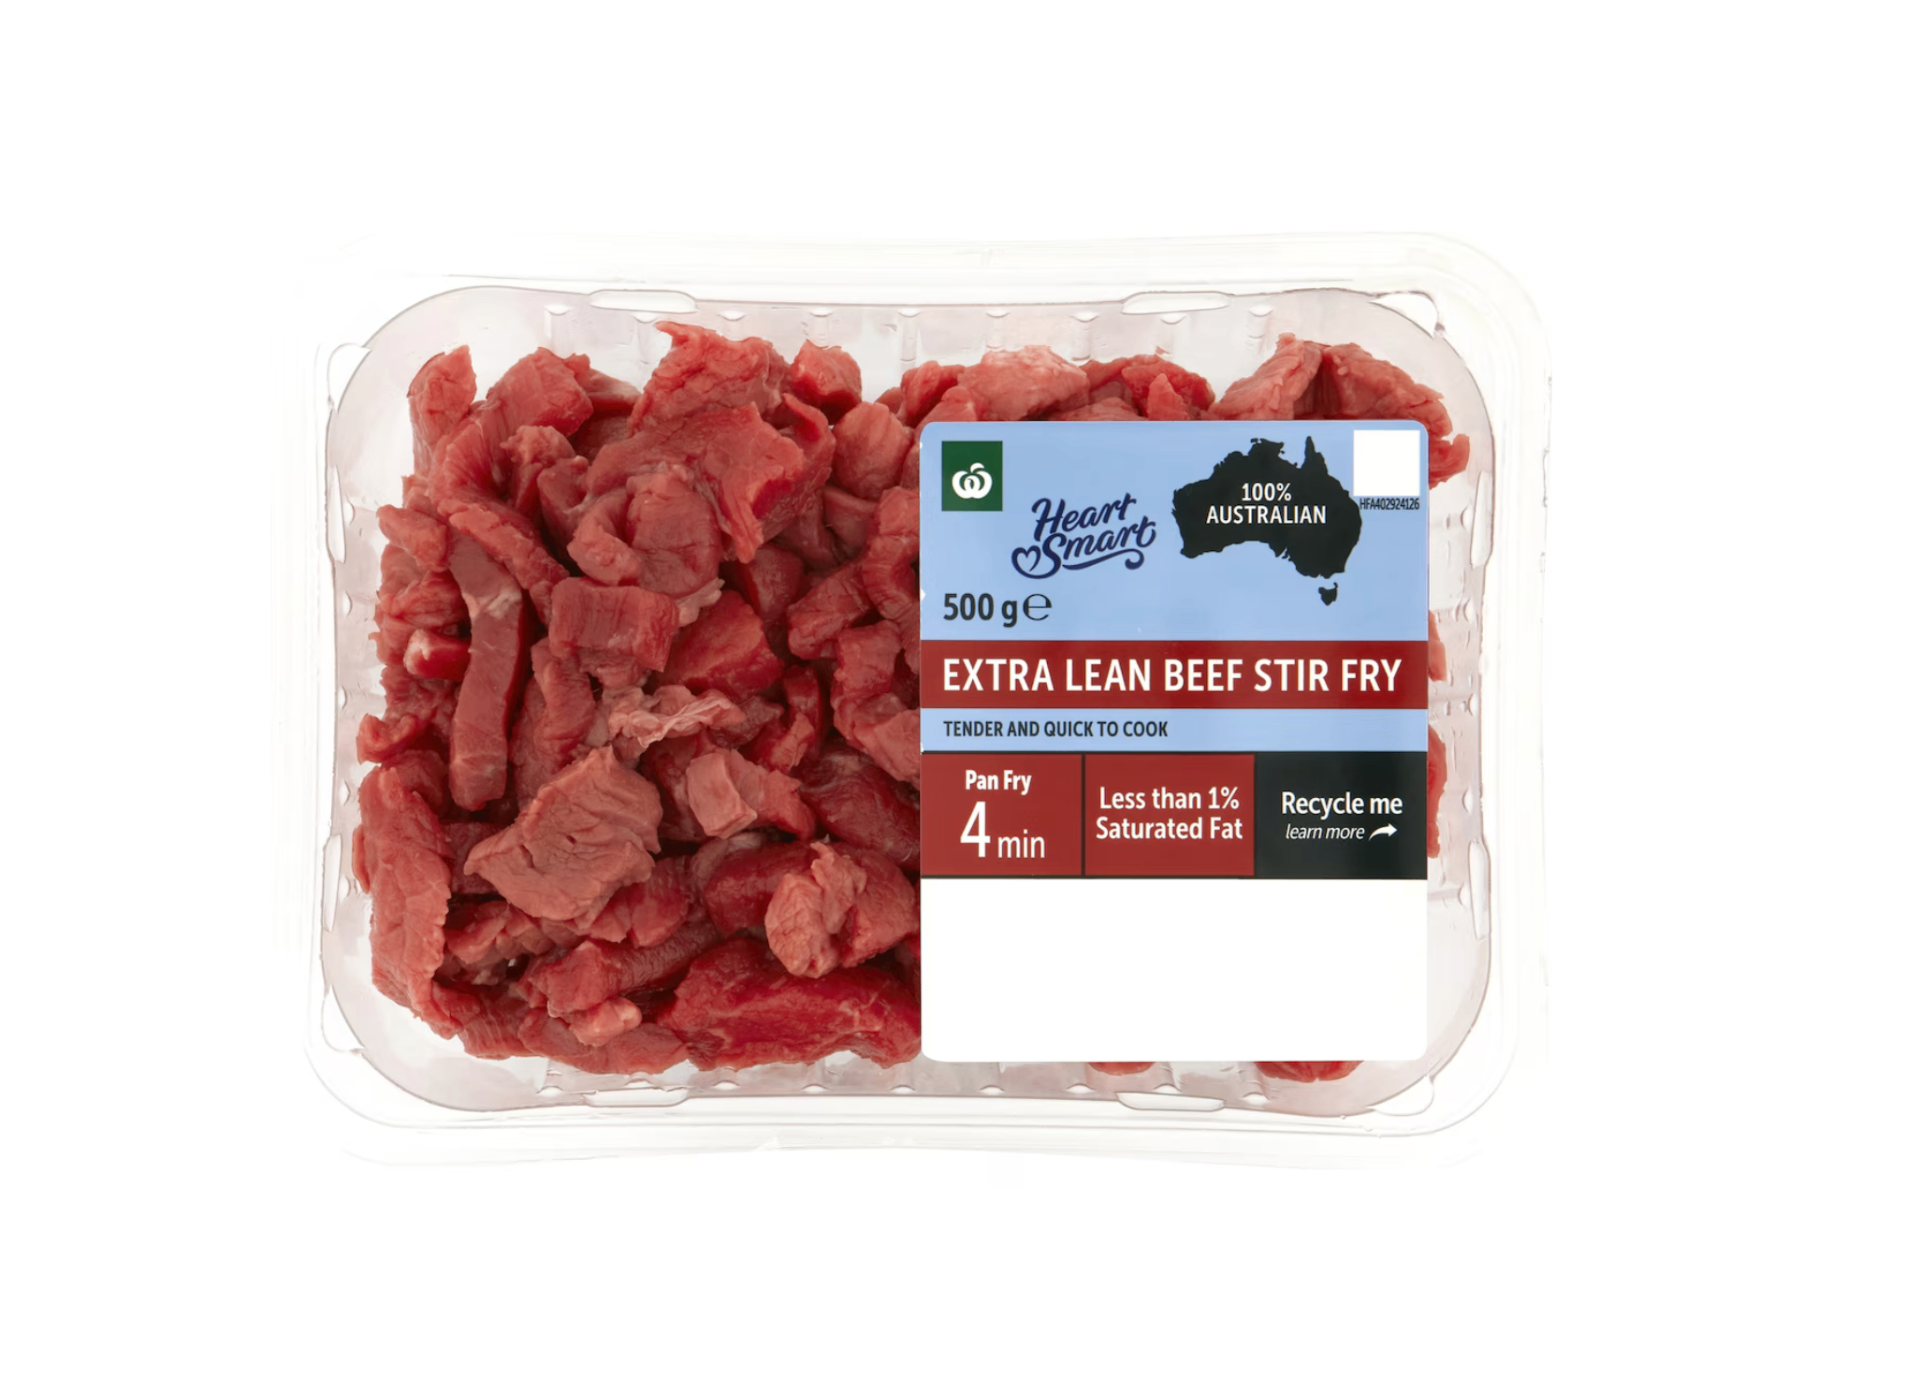 100%
AUSTRALIAN
HFA402924126
Heart
Smart
500 g℮
EXTRA LEAN BEEF STIR FRY
TENDER AND QUICK TO COOK
Pan Fry
4 min
Less than 1%
Saturated Fat
Recycle me
learn more